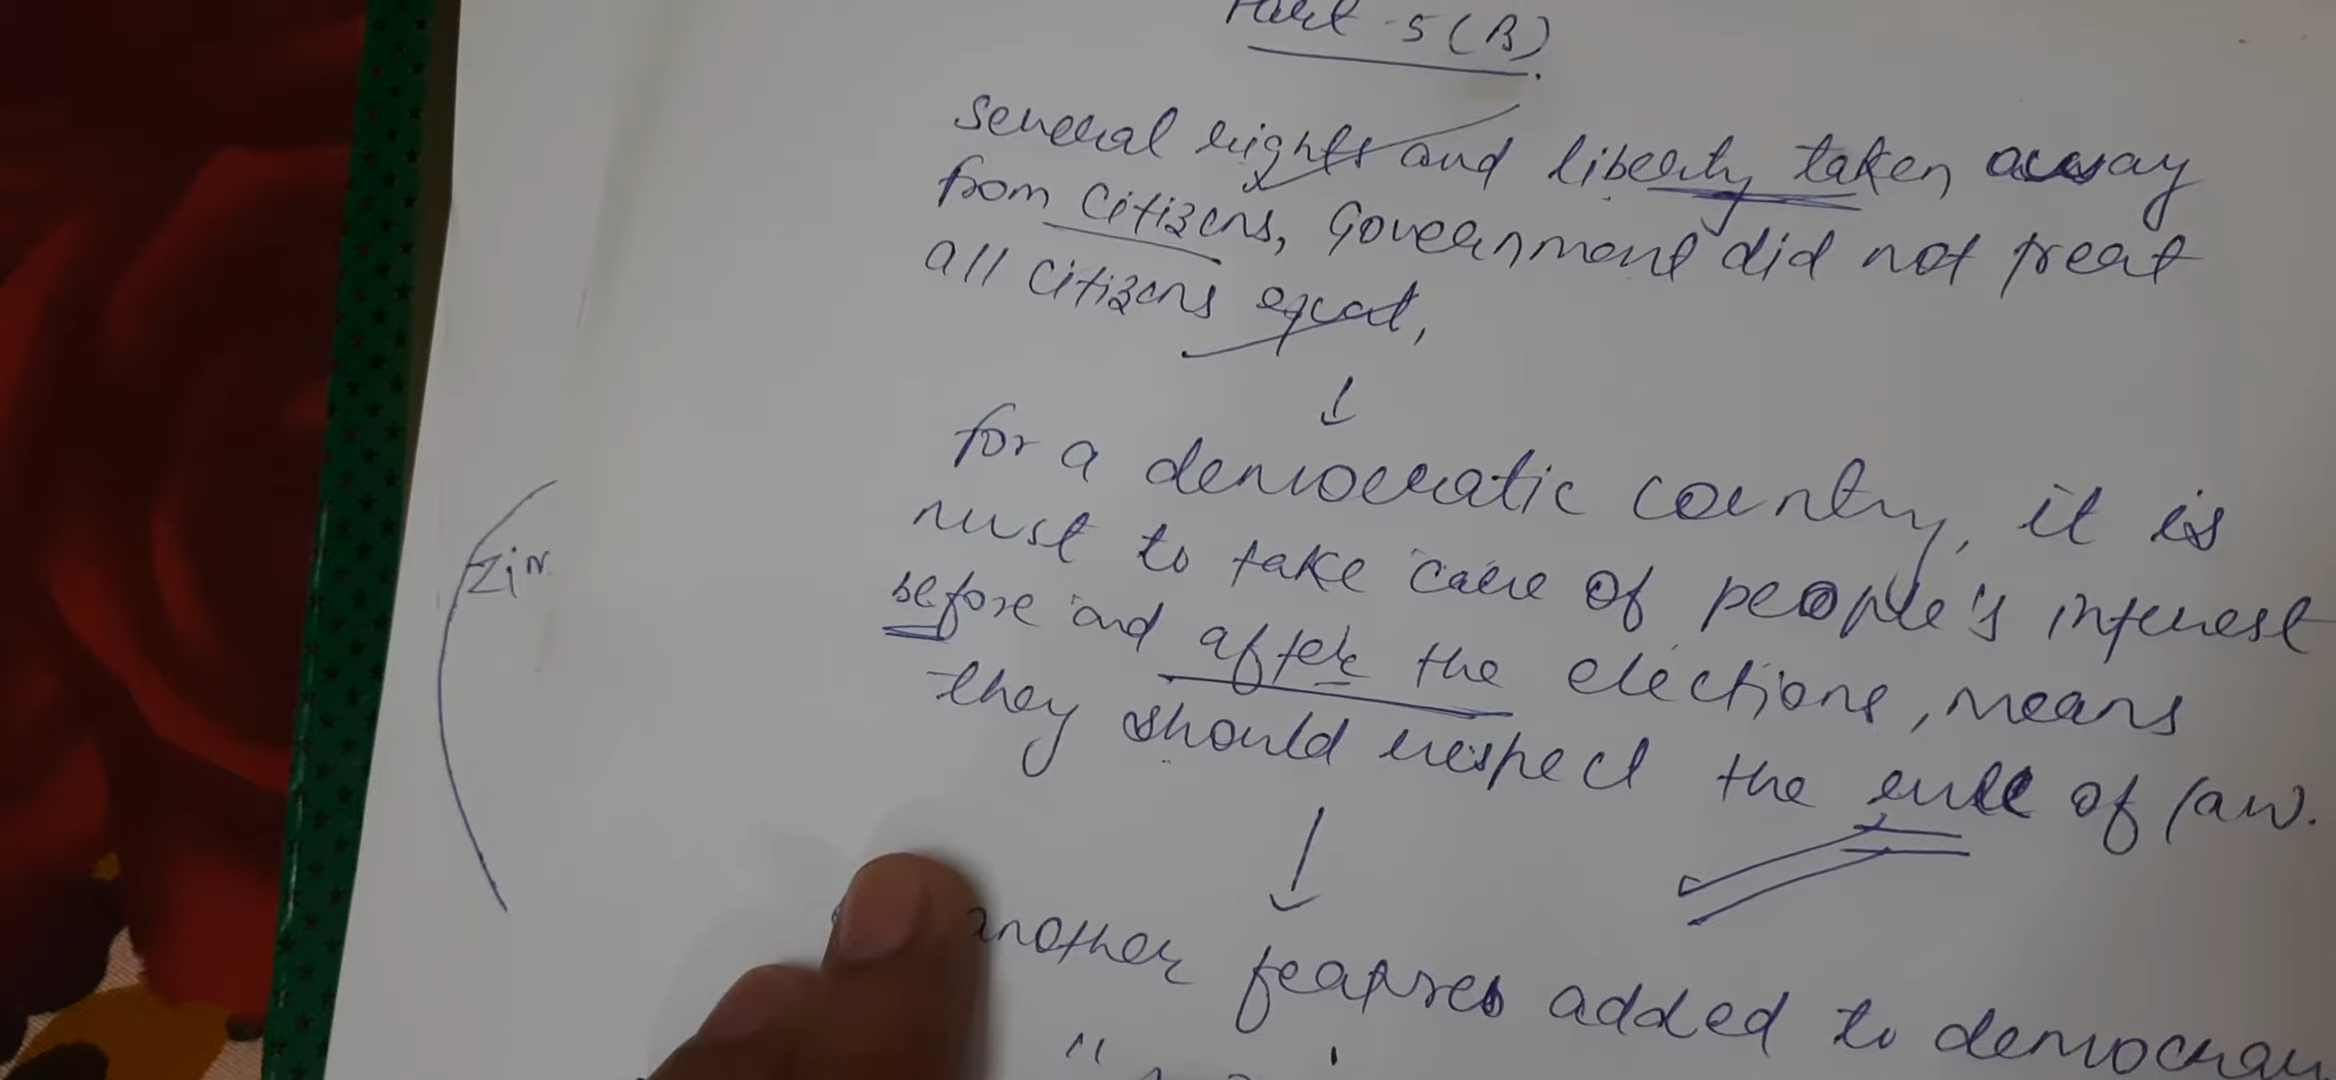 Part-5(B)
several rights and liberty taken away
from citizens, Government did not treat
all citizens equal,
for a democratic country, it is
must to take care of people's interest
before and after the elections, means
they should respect the rule of law.
Zim
another feapres added to democracy